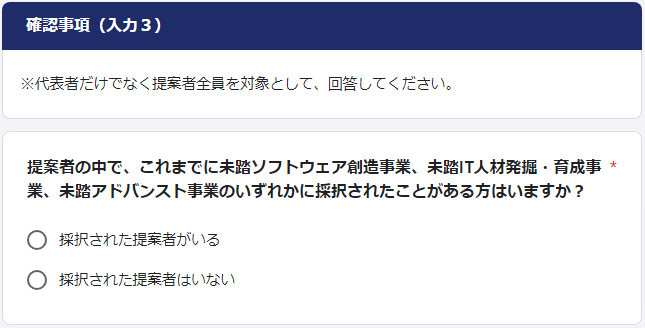 確認事項（入力３）
※代表者だけでなく提案者全員を対象として、回答してください。
提案者の中で、これまでに未踏ソフトウェア創造事業、未踏IT人材発掘・育成事 *
業、未踏アドバンスト事業のいずれかに採択されたことがある方はいますか？
採択された提案者がいる
採択された提案者はいない